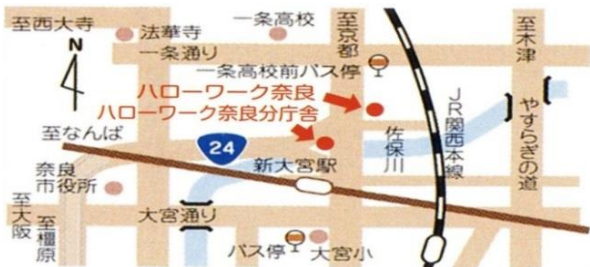 至西大寺
法華寺
一条高校
至京都
至木津
N
一条通り
一条高校前バス停
ハローワーク奈良
ハローワーク奈良分庁舎
JR関西本線
やすらぎの道
至なんば
24
佐保川
新大宮駅
奈良
市役所
至大阪
至橿原
大宮通り
バス停
大宮小